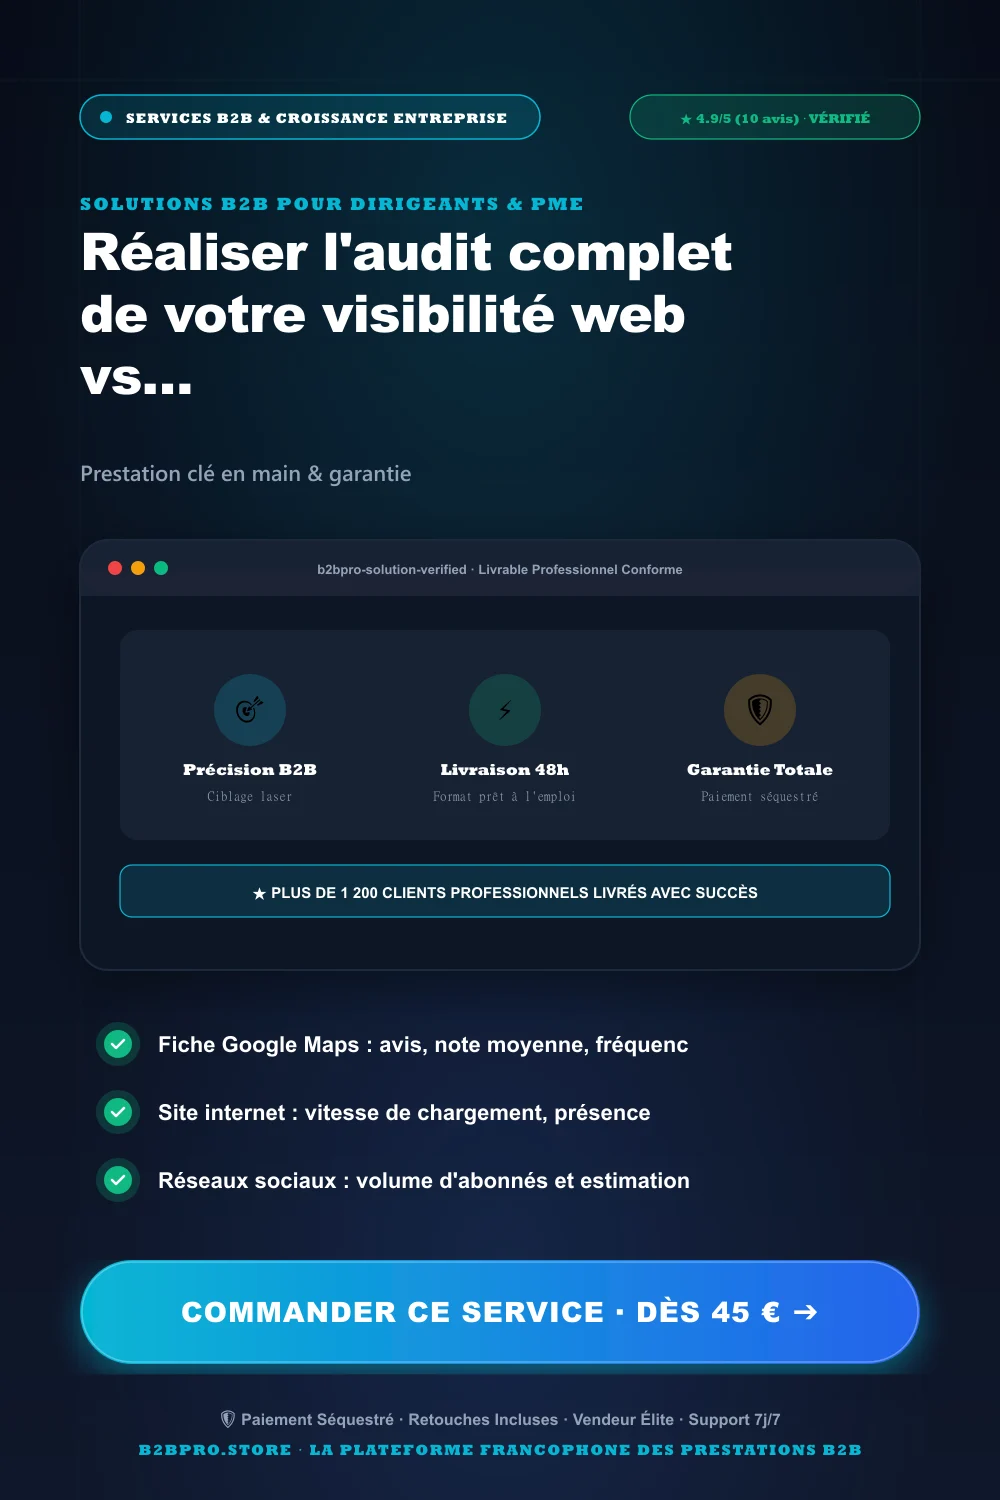 SERVICES B2B & CROISSANCE ENTREPRISE
★ 4.9/5 (10 avis) · VÉRIFIÉ
SOLUTIONS B2B POUR DIRIGEANTS & PME
Réaliser l'audit complet
de votre visibilité web
vs...
Prestation clé en main & garantie
b2bpro-solution-verified · Livrable Professionnel Conforme
Précision B2B
Ciblage laser
Livraison 48h
Format prêt à l'emploi
Garantie Totale
Paiement séquestré
★ PLUS DE 1 200 CLIENTS PROFESSIONNELS LIVRÉS AVEC SUCCÈS
Fiche Google Maps : avis, note moyenne, fréquenc
Site internet : vitesse de chargement, présence
Réseaux sociaux : volume d'abonnés et estimation
COMMANDER CE SERVICE · DÈS 45 € →
Paiement Séquestré · Retouches Incluses · Vendeur Élite · Support 7j/7
B2BPRO.STORE · LA PLATEFORME FRANCOPHONE DES PRESTATIONS B2B